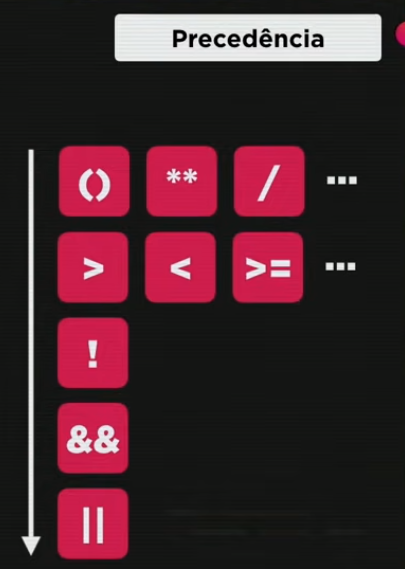 Precedência
() ** / ...
> < >= ...
!
&&
||